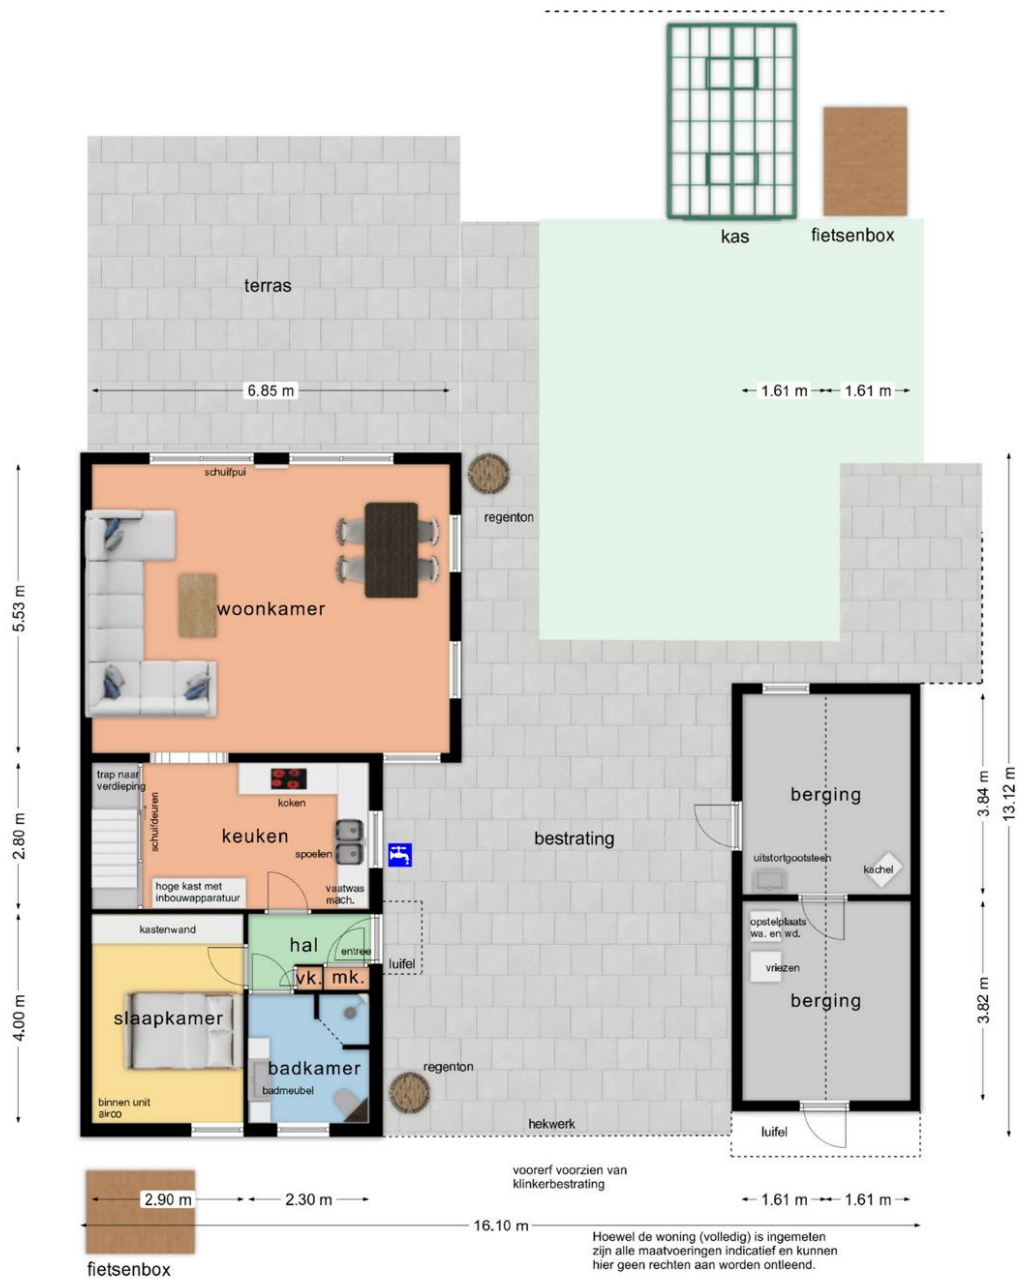 kas
fietsenbox
terras
6.85 m
1.61 m
1.61 m
schuifpui
regenton
5.53 m
woonkamer
trap naar
verdieping
schuifdeuren
koken
keuken
spoelen
2.80 m
hoge kast met
inbouwapparatuur
vaatwas
mach.
bestrating
berging
3.84 m
13.12 m
uitstortgootsteen
kachel
kastenwand
hal
entree
luifel
vk.
mk.
opstelplaats
wa. en wd.
vriezen
berging
3.82 m
4.00 m
slaapkamer
badkamer
badmeubel
regenton
binnen unit
airco
hekwerk
luifel
voorerf voorzien van
klinkerbestrating
2.90 m
2.30 m
1.61 m
1.61 m
16.10 m
Hoewel de woning (volledig) is ingemeten
zijn alle maatvoeringen indicatief en kunnen
hier geen rechten aan worden ontleend.
fietsenbox